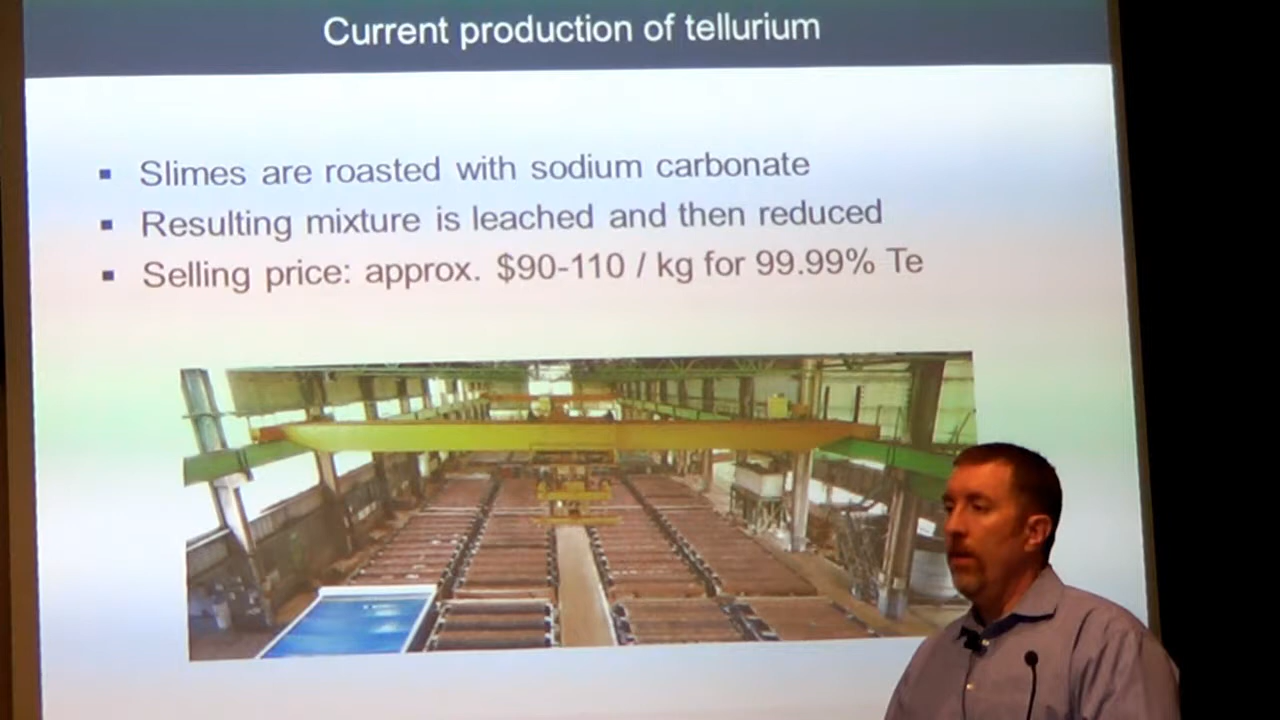 Current production of tellurium
▪ Slimes are roasted with sodium carbonate
▪ Resulting mixture is leached and then reduced
▪ Selling price: approx. $90-110 / kg for 99.99% Te